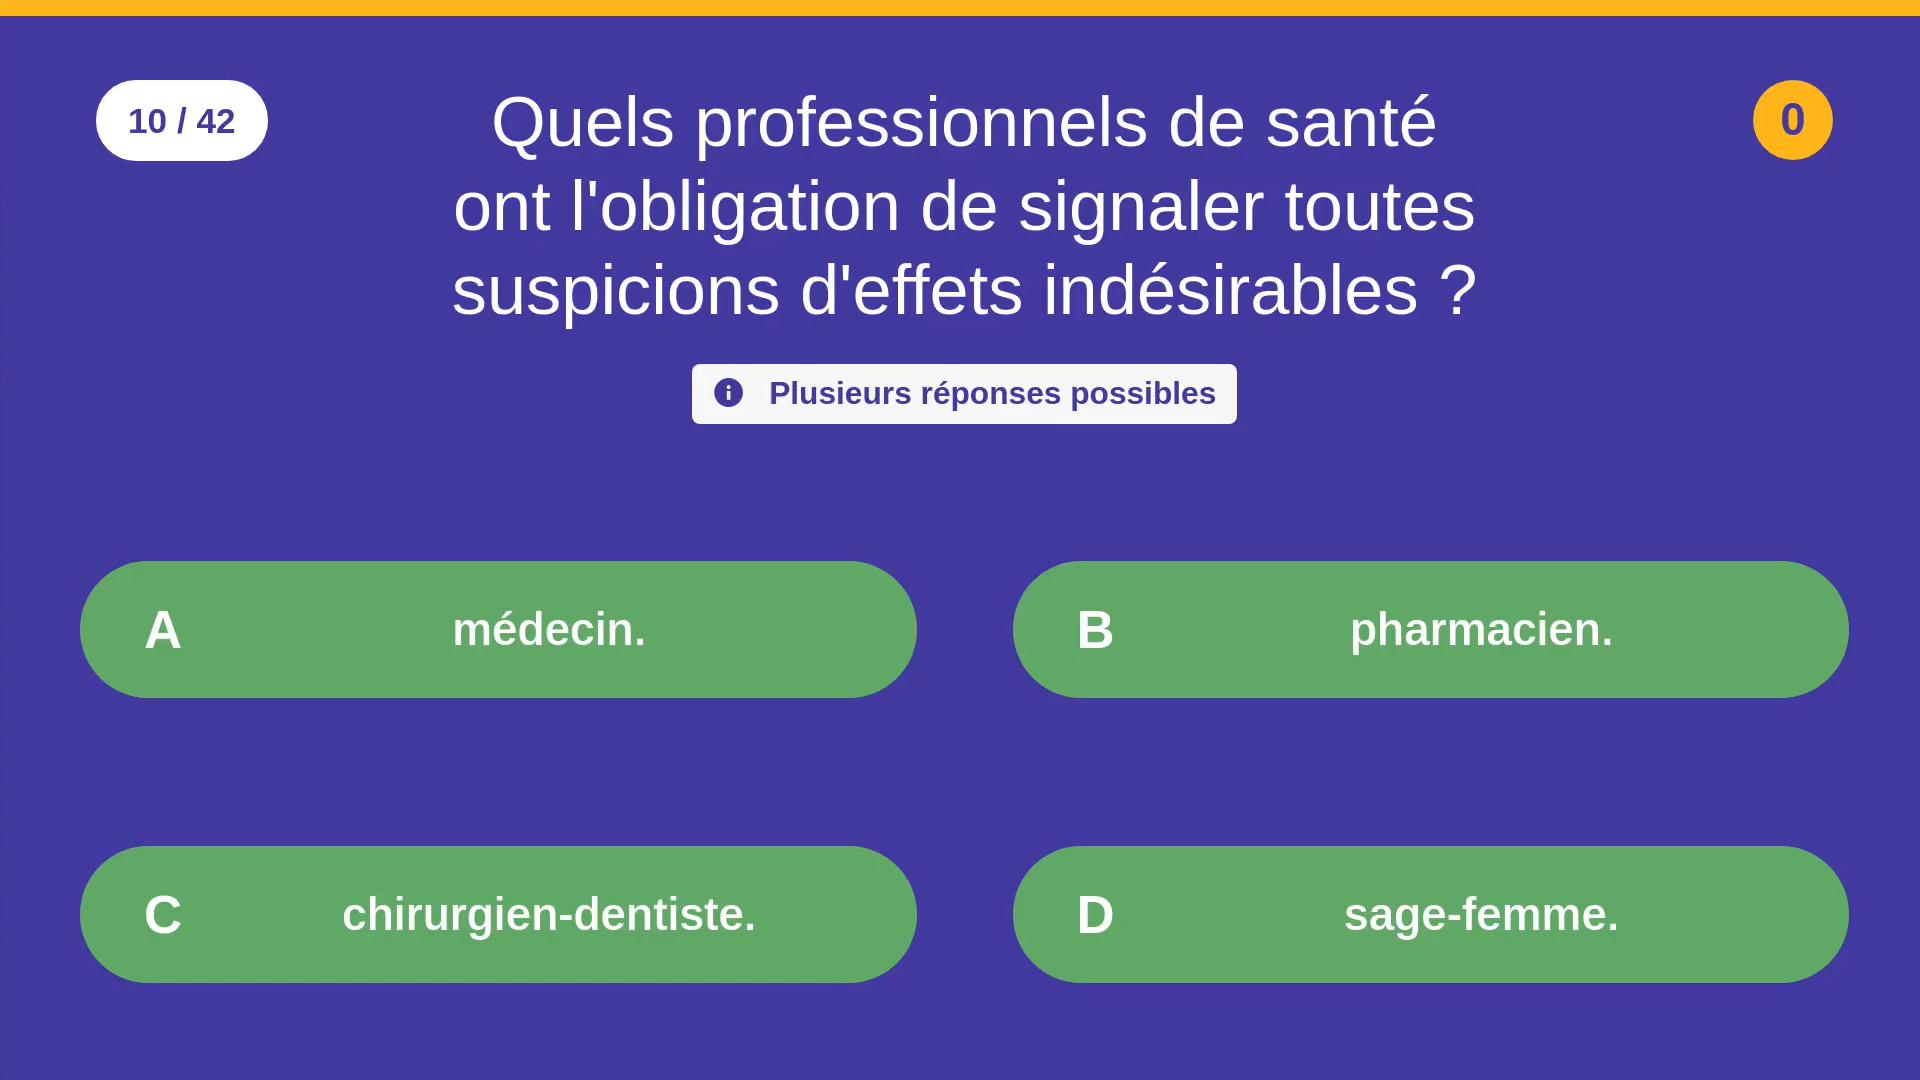 10 / 42
Quels professionnels de santé
ont l'obligation de signaler toutes
suspicions d'effets indésirables ?
0
Plusieurs réponses possibles
A médecin.
B pharmacien.
C chirurgien-dentiste.
D sage-femme.